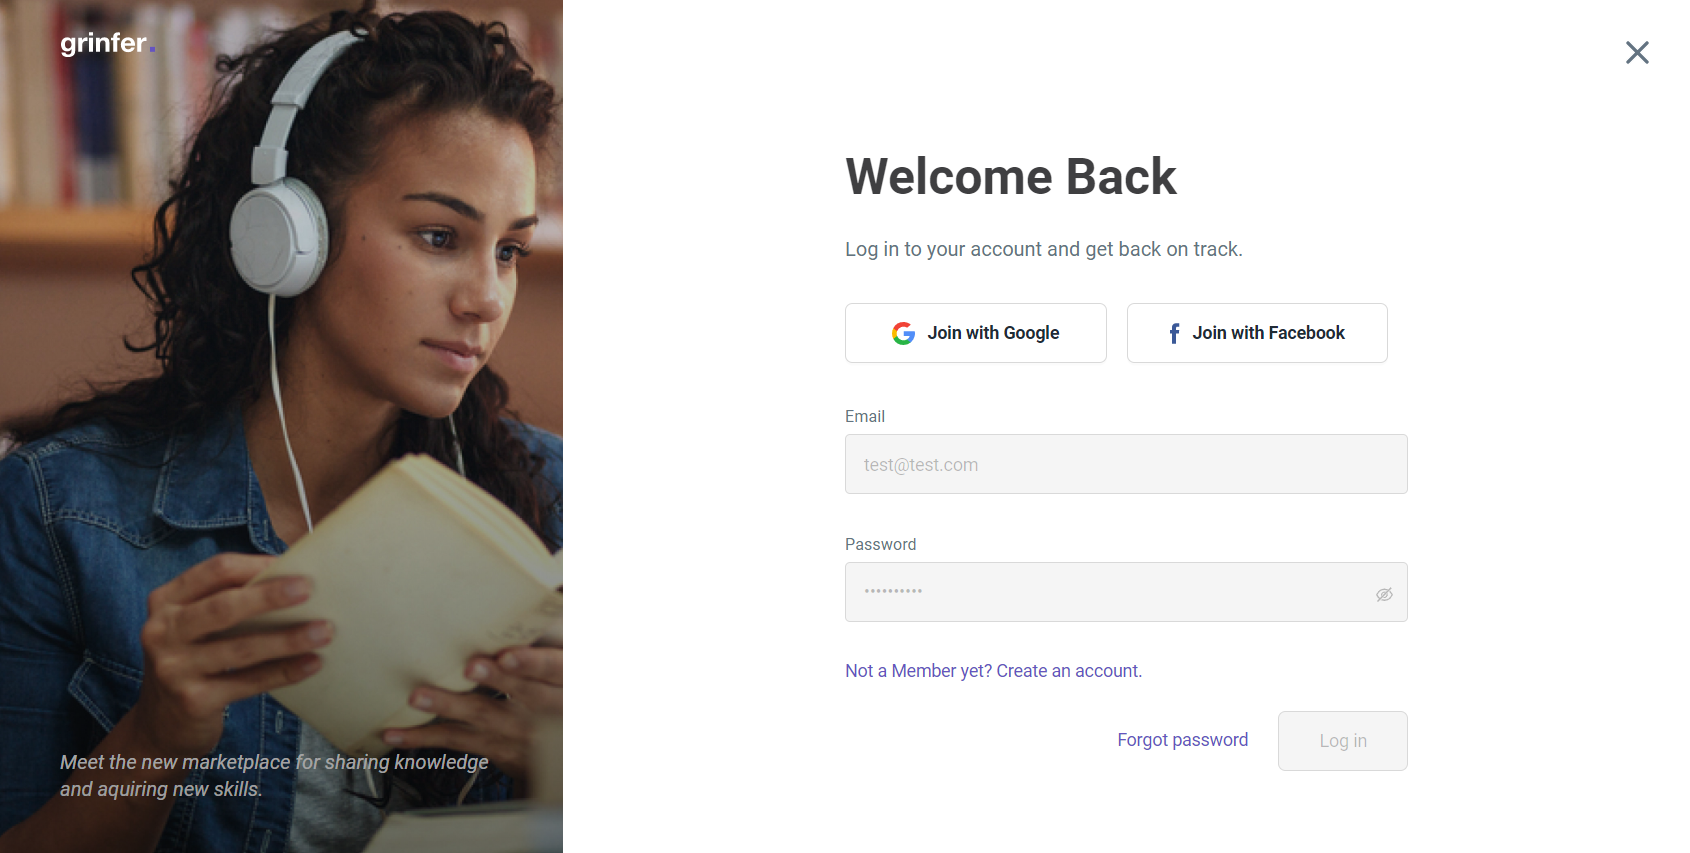 grinfer.
Welcome Back
Log in to your account and get back on track.
Join with Google
Join with Facebook
Email
test@test.com
Password
••••••••••
Not a Member yet? Create an account.
Forgot password
Log in
Meet the new marketplace for sharing knowledge
and aquiring new skills.